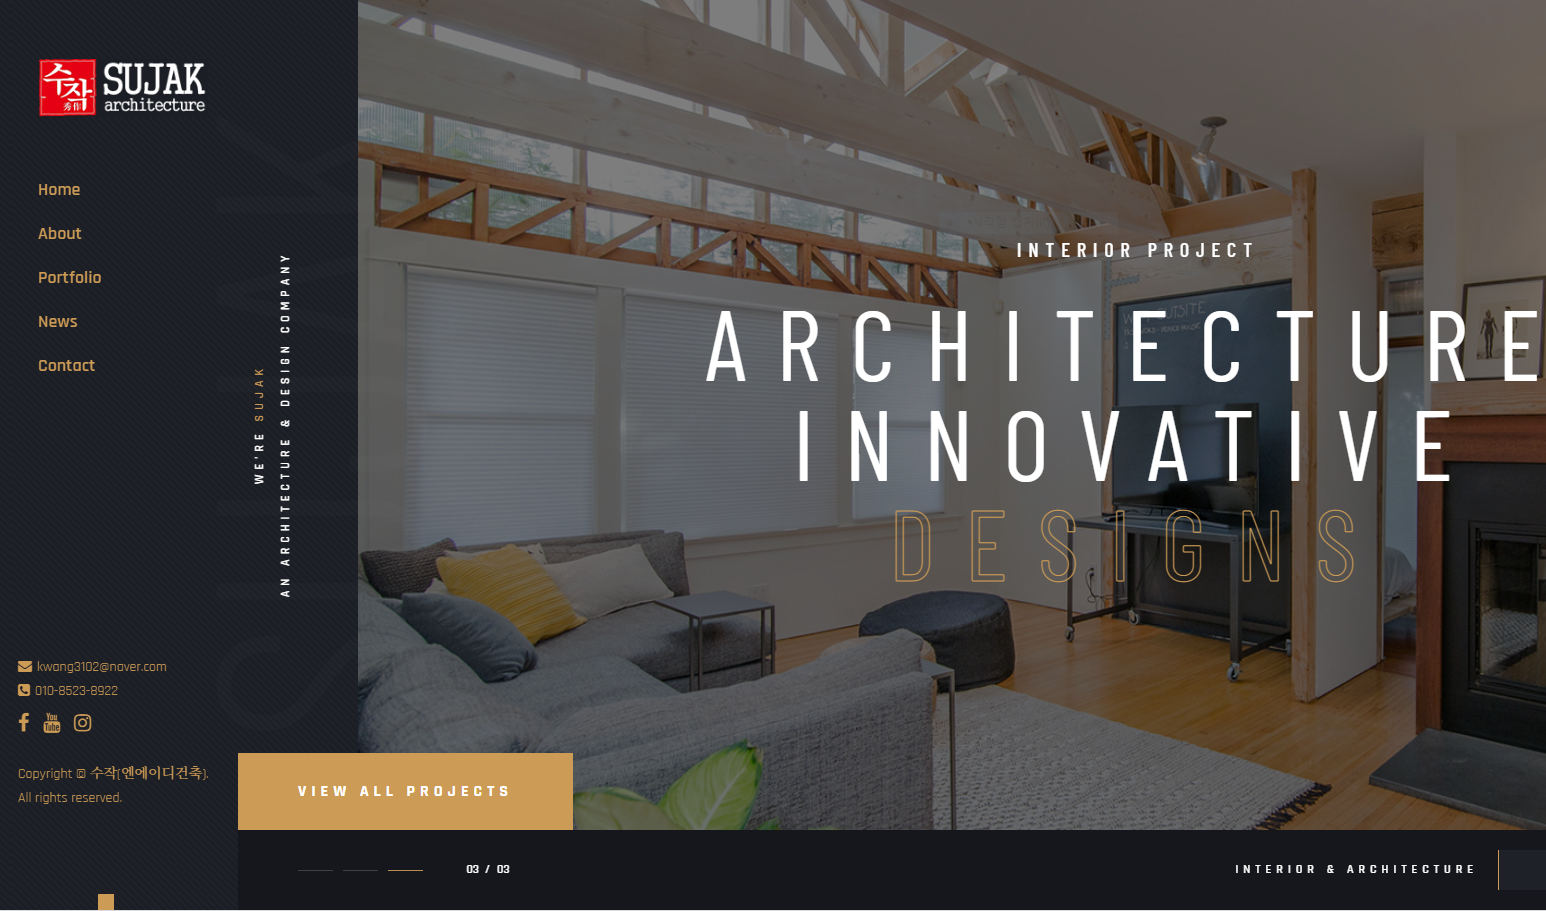 수작
秀作
SUJAK
architecture
Home
About
Portfolio
News
Contact
WE'RE SUJAK
AN ARCHITECTURE & DESIGN COMPANY
kwang3102@naver.com
010-8523-8922
Copyright © 수작(엔에이디건축).
All rights reserved.
INTERIOR PROJECT
ARCHITECTURE
INNOVATIVE
DESIGNS
VIEW ALL PROJECTS
03 / 03
INTERIOR & ARCHITECTURE